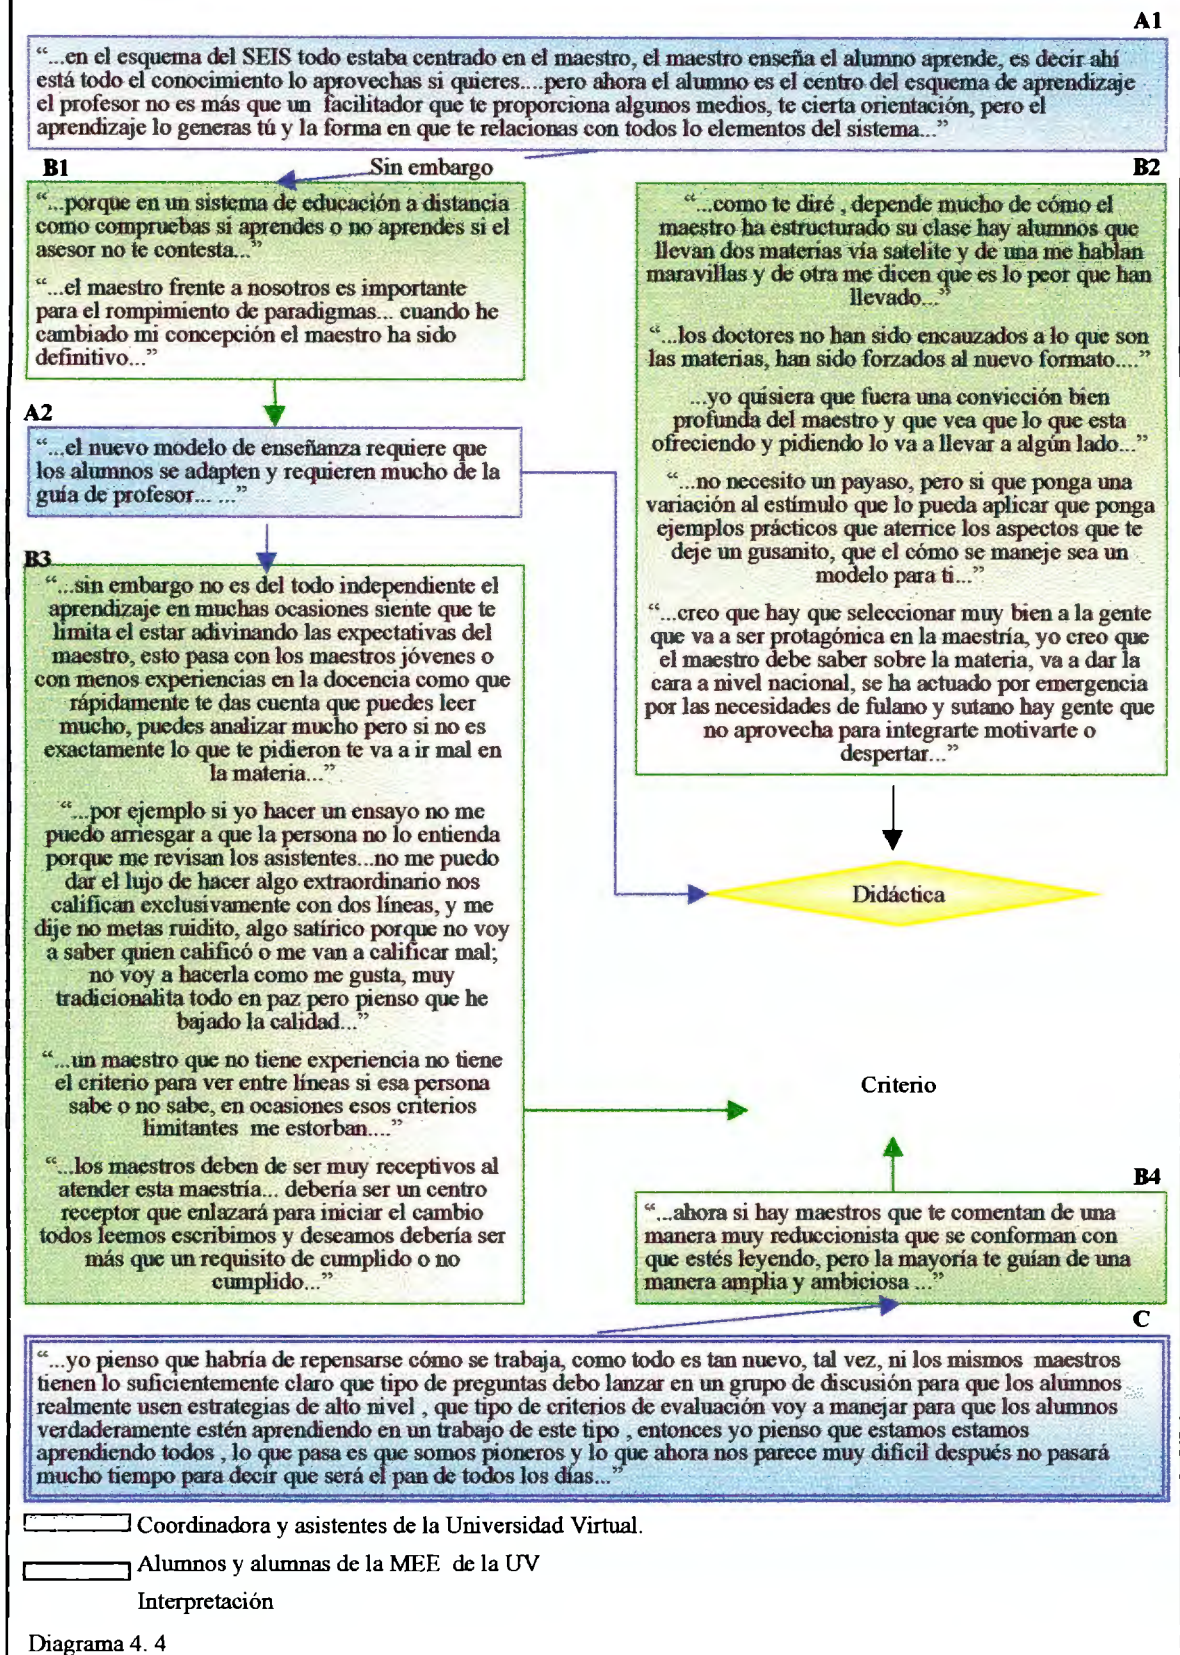 A1
“...en el esquema del SEIS todo estaba centrado en el maestro, el maestro enseña el alumno aprende, es decir ahí
está todo el conocimiento lo aprovechas si quieres....pero ahora el alumno es el centro del esquema de aprendizaje
el profesor no es más que un facilitador que te proporciona algunos medios, te cierta orientación, pero el
aprendizaje lo generas tú y la forma en que te relacionas con todos lo elementos del sistema...”
B1
Sin embargo
“...porque en un sistema de educación a distancia
como compruebas si aprendes o no aprendes si el
asesor no te contesta...”
“...el maestro frente a nosotros es importante
para el rompimiento de paradigmas... cuando he
cambiado mi concepción el maestro ha sido
definitivo...”
A2
“...el nuevo modelo de enseñanza requiere que
los alumnos se adapten y requieren mucho de la
guía de profesor... ...”
B3
“...sin embargo no es del todo independiente el
aprendizaje en muchas ocasiones siente que te
limita el estar adivinando las expectativas del
maestro, esto pasa con los maestros jóvenes o
con menos experiencias en la docencia como que
rápidamente te das cuenta que puedes leer
mucho, puedes analizar mucho pero si no es
exactamente lo que te pidieron te va a ir mal en
la materia...”
“...por ejemplo si yo hacer un ensayo no me
puedo arriesgar a que la persona no lo entienda
porque me revisan los asistentes...no me puedo
dar el lujo de hacer algo extraordinario nos
califican exclusivamente con dos líneas, y me
dije no metas ruidito, algo satírico porque no voy
a saber quien calificó o me van a calificar mal;
no voy a hacerla como me gusta, muy
tradicionalita todo en paz pero pienso que he
bajado la calidad...”
“...un maestro que no tiene experiencia no tiene
el criterio para ver entre líneas si esa persona
sabe o no sabe, en ocasiones esos criterios
limitantes me estorban....”
“...los maestros deben de ser muy receptivos al
atender esta maestría... debería ser un centro
receptor que enlazará para iniciar el cambio
todos leemos escribimos y deseamos debería ser
más que un requisito de cumplido o no
cumplido...”
B2
“...como te diré , depende mucho de cómo el
maestro ha estructurado su clase hay alumnos que
llevan dos materias vía satelite y de una me hablan
maravillas y de otra me dicen que es lo peor que han
llevado...”
“...los doctores no han sido encauzados a lo que son
las materias, han sido forzados al nuevo formato....”
...yo quisiera que fuera una convicción bien
profunda del maestro y que vea que lo que esta
ofreciendo y pidiendo lo va a llevar a algún lado...”
“...no necesito un payaso, pero si que ponga una
variación al estímulo que lo pueda aplicar que ponga
ejemplos prácticos que aterrice los aspectos que te
deje un gusanito, que el cómo se maneje sea un
modelo para ti...”
“...creo que hay que seleccionar muy bien a la gente
que va a ser protagónica en la maestría, yo creo que
el maestro debe saber sobre la materia, va a dar la
cara a nivel nacional, se ha actuado por emergencia
por las necesidades de fulano y sutano hay gente que
no aprovecha para integrarte motivarte o
despertar...”
Didáctica
Criterio
B4
“...ahora si hay maestros que te comentan de una
manera muy reduccionista que se conforman con
que estés leyendo, pero la mayoría te guían de una
manera amplia y ambiciosa ...”
C
“...yo pienso que habría de repensarse cómo se trabaja, como todo es tan nuevo, tal vez, ni los mismos maestros
tienen lo suficientemente claro que tipo de preguntas debo lanzar en un grupo de discusión para que los alumnos
realmente usen estrategias de alto nivel , que tipo de criterios de evaluación voy a manejar para que los alumnos
verdaderamente estén aprendiendo en un trabajo de este tipo , entonces yo pienso que estamos estamos
aprendiendo todos , lo que pasa es que somos pioneros y lo que ahora nos parece muy difícil después no pasará
mucho tiempo para decir que será el pan de todos los días...”
Coordinadora y asistentes de la Universidad Virtual.
Alumnos y alumnas de la MEE de la UV
Interpretación
Diagrama 4. 4